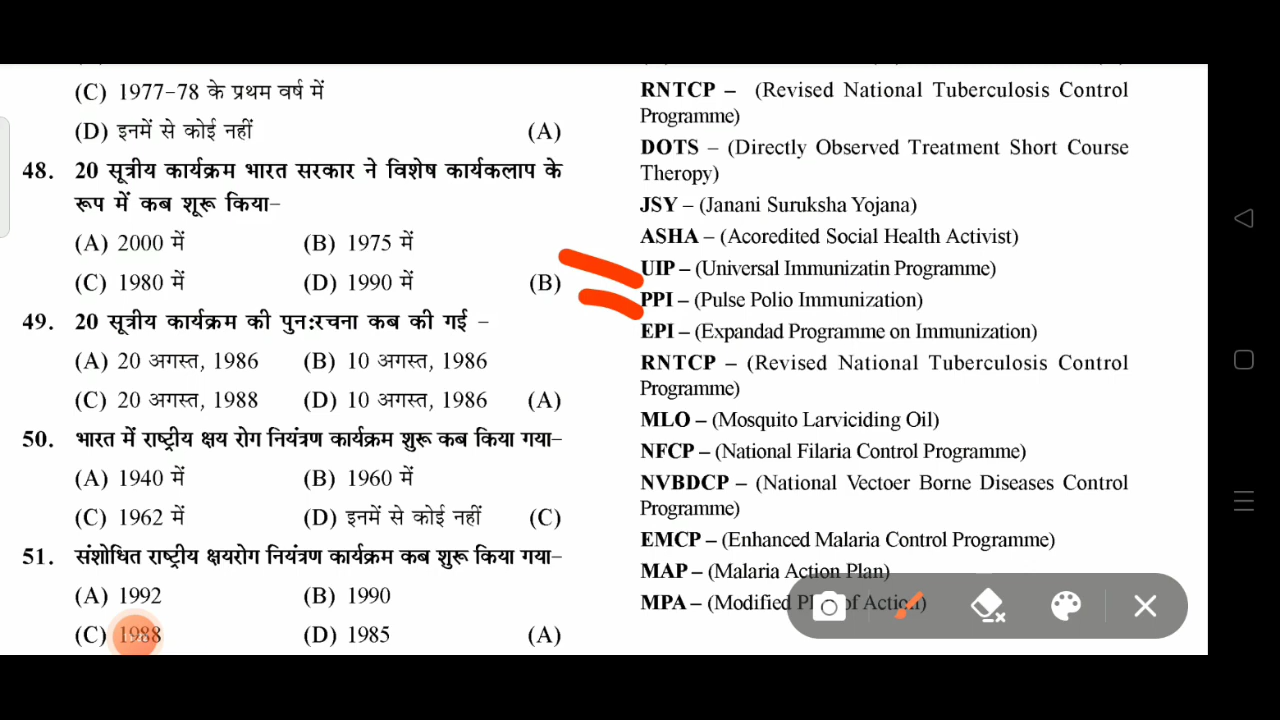 (C) 1977-78 के प्रथम वर्ष में
(D) इनमें से कोई नहीं (A)
48. 20 सूत्रीय कार्यक्रम भारत सरकार ने विशेष कार्यकलाप के
रूप में कब शूरू किया-
(A) 2000 में (B) 1975 में
(C) 1980 में (D) 1990 में (B)
49. 20 सूत्रीय कार्यक्रम की पुन:रचना कब की गई -
(A) 20 अगस्त, 1986 (B) 10 अगस्त, 1986
(C) 20 अगस्त, 1988 (D) 10 अगस्त, 1986 (A)
50. भारत में राष्ट्रीय क्षय रोग नियंत्रण कार्यक्रम शुरू कब किया गया-
(A) 1940 में (B) 1960 में
(C) 1962 में (D) इनमें से कोई नहीं (C)
51. संशोधित राष्ट्रीय क्षयरोग नियंत्रण कार्यक्रम कब शुरू किया गया-
(A) 1992 (B) 1990
(C) 1988 (D) 1985 (A)
RNTCP – (Revised National Tuberculosis Control
Programme)
DOTS – (Directly Observed Treatment Short Course
Theropy)
JSY – (Janani Suruksha Yojana)
ASHA – (Acoredited Social Health Activist)
UIP – (Universal Immunizatin Programme)
PPI – (Pulse Polio Immunization)
EPI – (Expandad Programme on Immunization)
RNTCP – (Revised National Tuberculosis Control
Programme)
MLO – (Mosquito Larviciding Oil)
NFCP – (National Filaria Control Programme)
NVBDCP – (National Vectoer Borne Diseases Control
Programme)
EMCP – (Enhanced Malaria Control Programme)
MAP – (Malaria Action Plan)
MPA – (Modified of Action)